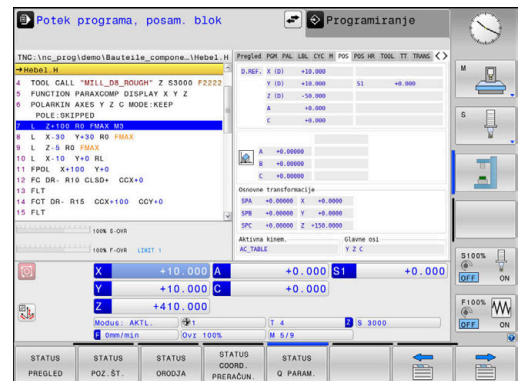 Potek programa, posam. blok
Programiranje
TNC:\nc_prog\demo\Bauteile_compone…\Hebel.H
→Hebel.H
4 TOOL CALL "MILL_D8_ROUGH" Z S3000 F2222
5 FUNCTION PARAXCOMP DISPLAY X Y Z
6 POLARKIN AXES Y Z C MODE:KEEP
POLE:SKIPPED
7 L Z+100 R0 FMAX M3
8 L X-30 Y+30 R0 FMAX
9 L Z-5 R0 FMAX
10 L X-10 Y+0 RL
11 FPOL X+100 Y+0
12 FC DR- R10 CLSD+ CCX+0
13 FLT
14 FCT DR- R15 CCX+100 CCY+0
15 FLT
100% S-OVR
100% F-OVR LIMIT 1
Pregled PGM PAL LBL CYC M POS POS HR TOOL TT TRANS
D.REF. X (D) +10.000
Y (D) +10.000 S1 +0.000
Z (D) -50.000
A +0.000
C +0.000
A +0.00000
B +0.00000
C +0.00000
Osnovne transformacije
SPA +0.00000 X +0.0000
SPB +0.00000 Y +0.0000
SPC +0.00000 Z -150.0000
Aktivna kinem. Glavne osi
AC_TABLE Y Z C
X +10.000 A +0.000 S1 +0.000
Y +10.000 C +0.000
Z +410.000
Modus: AKTL. 1 T 4 Z S 3000
F 0mm/min Ovr 100% M 5/9
STATUS PREGLED
STATUS POZ.ŠT.
STATUS ORODJA
STATUS COORD. PRERAČUN.
STATUS Q PARAM.
M
S
S100%
OFF ON
F100%
OFF ON